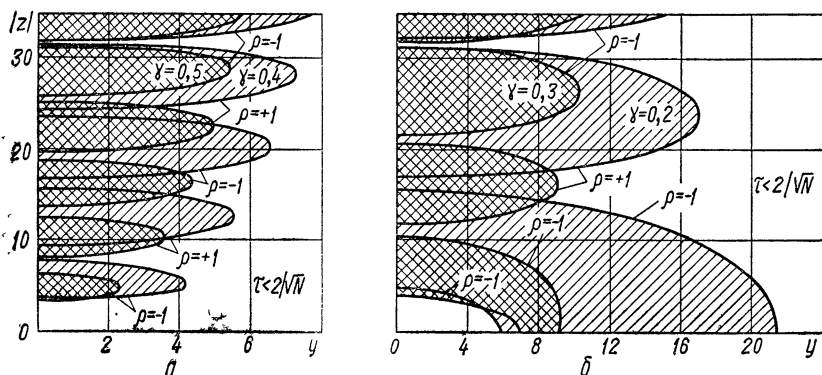 |z|
30
20
10
0
γ=0,5
γ=0,4
ρ=-1
ρ=+1
ρ=-1
ρ=+1
ρ=-1
τ<2/√N
2
4
6
y
а
ρ=-1
γ=0,3
γ=0,2
ρ=+1
τ<2/√N
ρ=-1
ρ=-1
ρ=-1
0
4
8
12
16
20
y
б